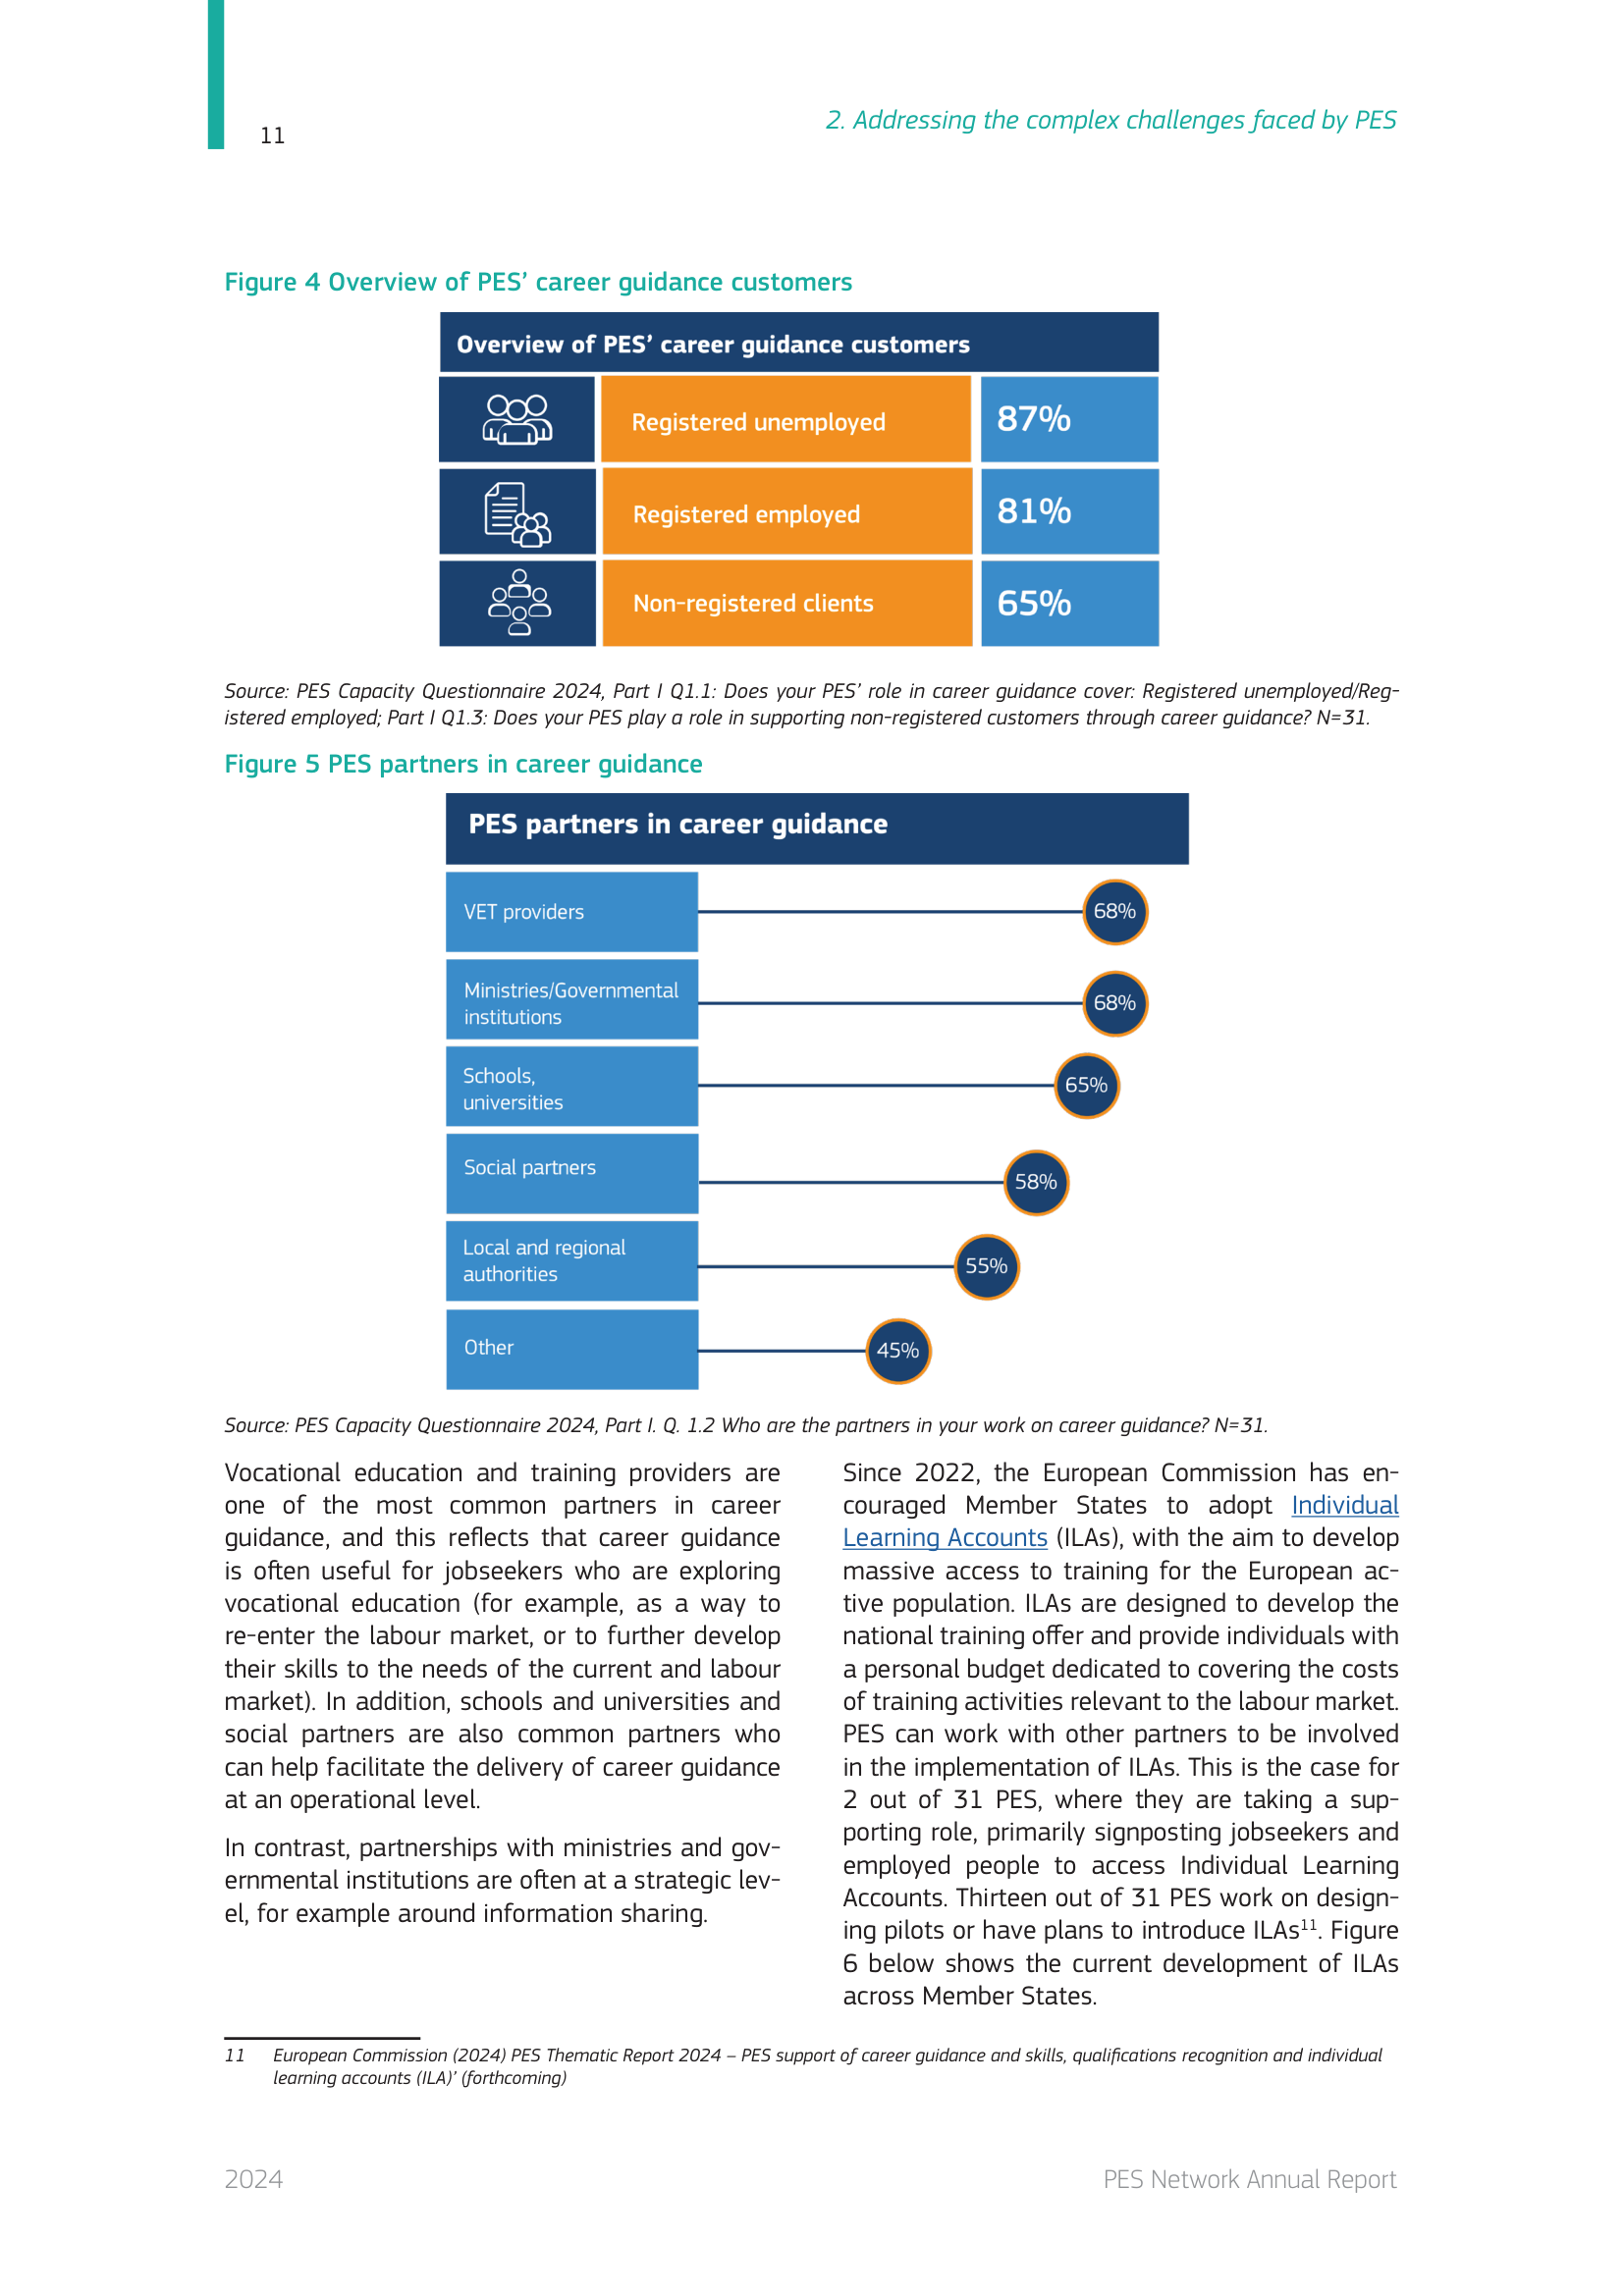 11
2. Addressing the complex challenges faced by PES
Figure 4 Overview of PES’ career guidance customers
Overview of PES’ career guidance customers
Registered unemployed
87%
Registered employed
81%
Non-registered clients
65%
Source: PES Capacity Questionnaire 2024, Part I Q1.1: Does your PES’ role in career guidance cover: Registered unemployed/Reg-
istered employed; Part I Q1.3: Does your PES play a role in supporting non-registered customers through career guidance? N=31.
Figure 5 PES partners in career guidance
PES partners in career guidance
VET providers
68%
Ministries/Governmental
institutions
68%
Schools,
universities
65%
Social partners
58%
Local and regional
authorities
55%
Other
45%
Source: PES Capacity Questionnaire 2024, Part I. Q. 1.2 Who are the partners in your work on career guidance? N=31.
Vocational education and training providers are
one of the most common partners in career
guidance, and this reflects that career guidance
is often useful for jobseekers who are exploring
vocational education (for example, as a way to
re-enter the labour market, or to further develop
their skills to the needs of the current and labour
market). In addition, schools and universities and
social partners are also common partners who
can help facilitate the delivery of career guidance
at an operational level.
In contrast, partnerships with ministries and gov-
ernmental institutions are often at a strategic lev-
el, for example around information sharing.
Since 2022, the European Commission has en-
couraged Member States to adopt Individual
Learning Accounts (ILAs), with the aim to develop
massive access to training for the European ac-
tive population. ILAs are designed to develop the
national training offer and provide individuals with
a personal budget dedicated to covering the costs
of training activities relevant to the labour market.
PES can work with other partners to be involved
in the implementation of ILAs. This is the case for
2 out of 31 PES, where they are taking a sup-
porting role, primarily signposting jobseekers and
employed people to access Individual Learning
Accounts. Thirteen out of 31 PES work on design-
ing pilots or have plans to introduce ILAs¹¹. Figure
6 below shows the current development of ILAs
across Member States.
11 European Commission (2024) PES Thematic Report 2024 – PES support of career guidance and skills, qualifications recognition and individual
learning accounts (ILA)’ (forthcoming)
2024
PES Network Annual Report